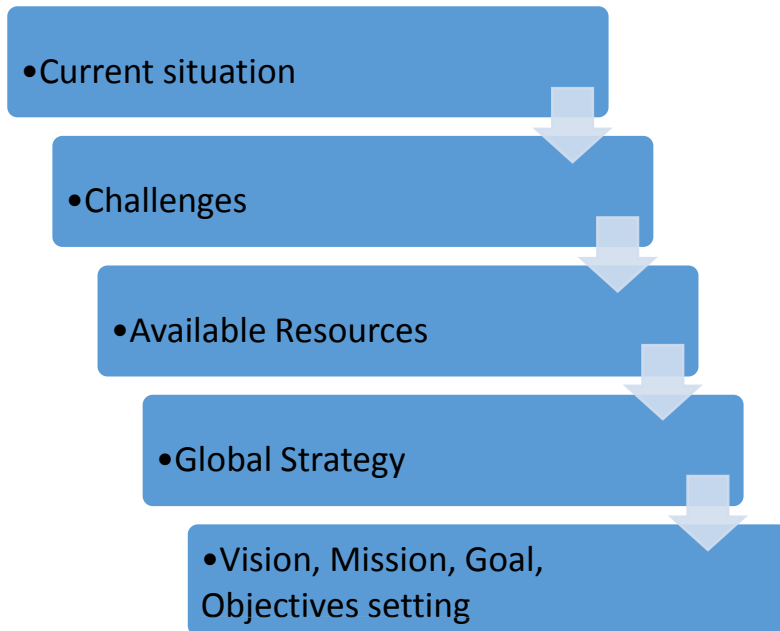 •Current situation
•Challenges
•Available Resources
•Global Strategy
•Vision, Mission, Goal,
Objectives setting